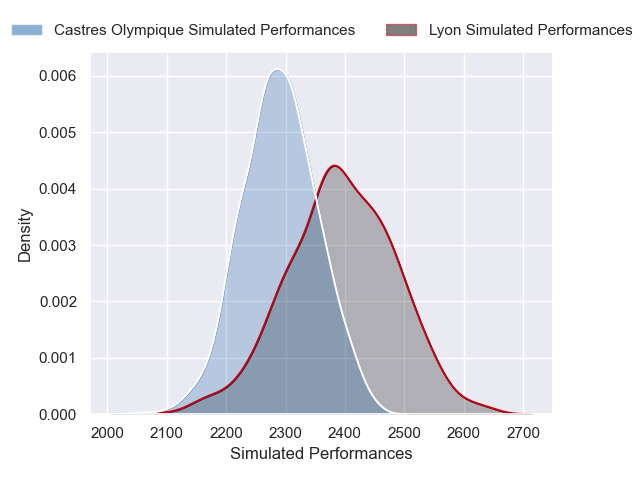 Castres Olympique Simulated Performances
Lyon Simulated Performances
0.006
0.005
0.004
0.003
0.002
0.001
0.000
Density
2000 2100 2200 2300 2400 2500 2600 2700
Simulated Performances